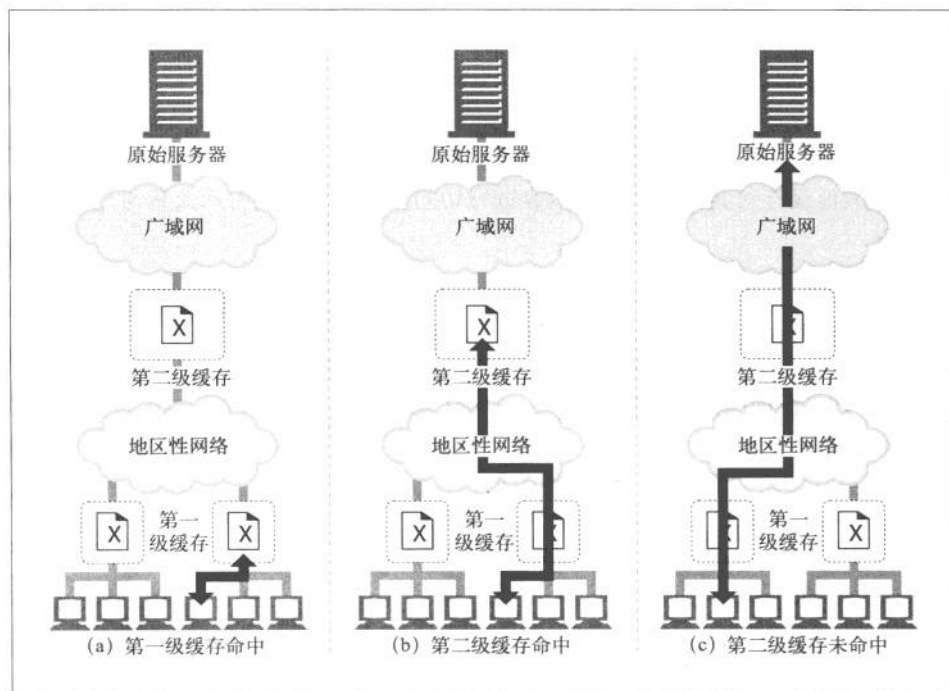 原始服务器
广域网
X
第二级缓存
地区性网络
X
第一
级缓存
X
(a) 第一级缓存命中
原始服务器
广域网
X
第二级缓存
地区性网络
X
第一
级缓存
X
(b) 第二级缓存命中
原始服务器
广域网
X
第二级缓存
地区性网络
X
第一
级缓存
X
(c) 第二级缓存未命中